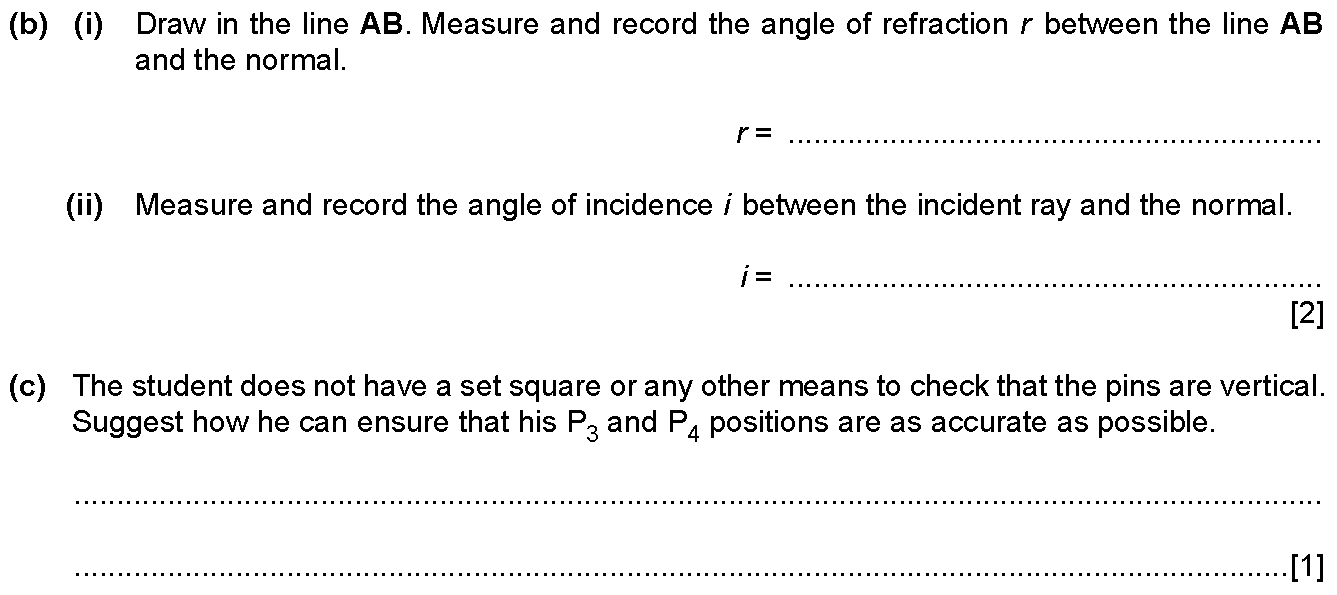 (b) (i) Draw in the line AB. Measure and record the angle of refraction r between the line AB
and the normal.
r = ................................................................
(ii) Measure and record the angle of incidence i between the incident ray and the normal.
i = ................................................................
[2]
(c) The student does not have a set square or any other means to check that the pins are vertical.
Suggest how he can ensure that his P3 and P4 positions are as accurate as possible.
..........................................................................................................................................................
......................................................................................................................................................[1]